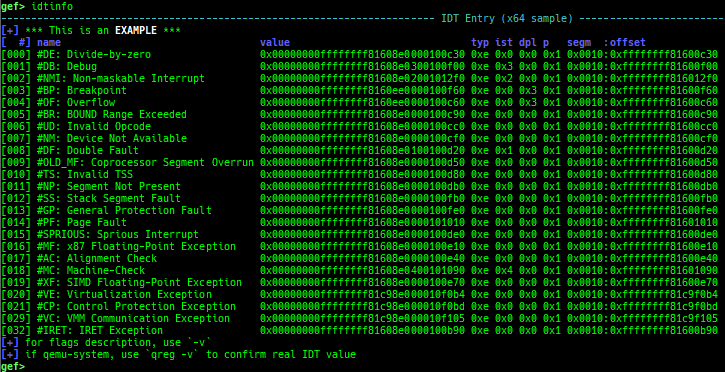 gef> idtinfo
IDT Entry (x64 sample)
[+] *** This is an EXAMPLE ***
[  #] name value typ ist dpl p segm :offset
[000] #DE: Divide-by-zero 0x00000000ffffffff81608e0000100c30 0xe 0x0 0x0 0x1 0x0010:0xffffffff81600c30
[001] #DB: Debug 0x00000000ffffffff81608e0300100f00 0xe 0x3 0x0 0x1 0x0010:0xffffffff81600f00
[002] #NMI: Non-maskable Interrupt 0x00000000ffffffff81608e02001012f0 0xe 0x2 0x0 0x1 0x0010:0xffffffff816012f0
[003] #BP: Breakpoint 0x00000000ffffffff8160ee0000100f60 0xe 0x0 0x3 0x1 0x0010:0xffffffff81600f60
[004] #OF: Overflow 0x00000000ffffffff8160ee0000100c60 0xe 0x0 0x3 0x1 0x0010:0xffffffff81600c60
[005] #BR: BOUND Range Exceeded 0x00000000ffffffff81608e0000100c90 0xe 0x0 0x0 0x1 0x0010:0xffffffff81600c90
[006] #UD: Invalid Opcode 0x00000000ffffffff81608e0000100cc0 0xe 0x0 0x0 0x1 0x0010:0xffffffff81600cc0
[007] #NM: Device Not Available 0x00000000ffffffff81608e0000100cf0 0xe 0x0 0x0 0x1 0x0010:0xffffffff81600cf0
[008] #DF: Double Fault 0x00000000ffffffff81608e0100100d20 0xe 0x1 0x0 0x1 0x0010:0xffffffff81600d20
[009] #OLD_MF: Coprocessor Segment Overrun 0x00000000ffffffff81608e0000100d50 0xe 0x0 0x0 0x1 0x0010:0xffffffff81600d50
[010] #TS: Invalid TSS 0x00000000ffffffff81608e0000100d80 0xe 0x0 0x0 0x1 0x0010:0xffffffff81600d80
[011] #NP: Segment Not Present 0x00000000ffffffff81608e0000100db0 0xe 0x0 0x0 0x1 0x0010:0xffffffff81600db0
[012] #SS: Stack Segment Fault 0x00000000ffffffff81608e0000100fb0 0xe 0x0 0x0 0x1 0x0010:0xffffffff81600fb0
[013] #GP: General Protection Fault 0x00000000ffffffff81608e0000100fe0 0xe 0x0 0x0 0x1 0x0010:0xffffffff81600fe0
[014] #PF: Page Fault 0x00000000ffffffff81608e0000101010 0xe 0x0 0x0 0x1 0x0010:0xffffffff81601010
[015] #SPRIOUS: Sprious Interrupt 0x00000000ffffffff81608e0000100de0 0xe 0x0 0x0 0x1 0x0010:0xffffffff81600de0
[016] #MF: x87 Floating-Point Exception 0x00000000ffffffff81608e0000100e10 0xe 0x0 0x0 0x1 0x0010:0xffffffff81600e10
[017] #AC: Alignment Check 0x00000000ffffffff81608e0000100e40 0xe 0x0 0x0 0x1 0x0010:0xffffffff81600e40
[018] #MC: Machine-Check 0x00000000ffffffff81608e0400101090 0xe 0x4 0x0 0x1 0x0010:0xffffffff81601090
[019] #XF: SIMD Floating-Point Exception 0x00000000ffffffff81608e0000100e70 0xe 0x0 0x0 0x1 0x0010:0xffffffff81600e70
[020] #VE: Virtualization Exception 0x00000000ffffffff81c98e000010f0b4 0xe 0x0 0x0 0x1 0x0010:0xffffffff81c9f0b4
[021] #CP: Control Protection Exception 0x00000000ffffffff81c98e000010f0bd 0xe 0x0 0x0 0x1 0x0010:0xffffffff81c9f0bd
[029] #VC: VMM Communication Exception 0x00000000ffffffff81c98e000010f105 0xe 0x0 0x0 0x1 0x0010:0xffffffff81c9f105
[032] #IRET: IRET Exception 0x00000000ffffffff81608e0000100b90 0xe 0x0 0x0 0x1 0x0010:0xffffffff81600b90
[+] for flags description, use `-v`
[+] if qemu-system, use `qreg -v` to confirm real IDT value
gef>